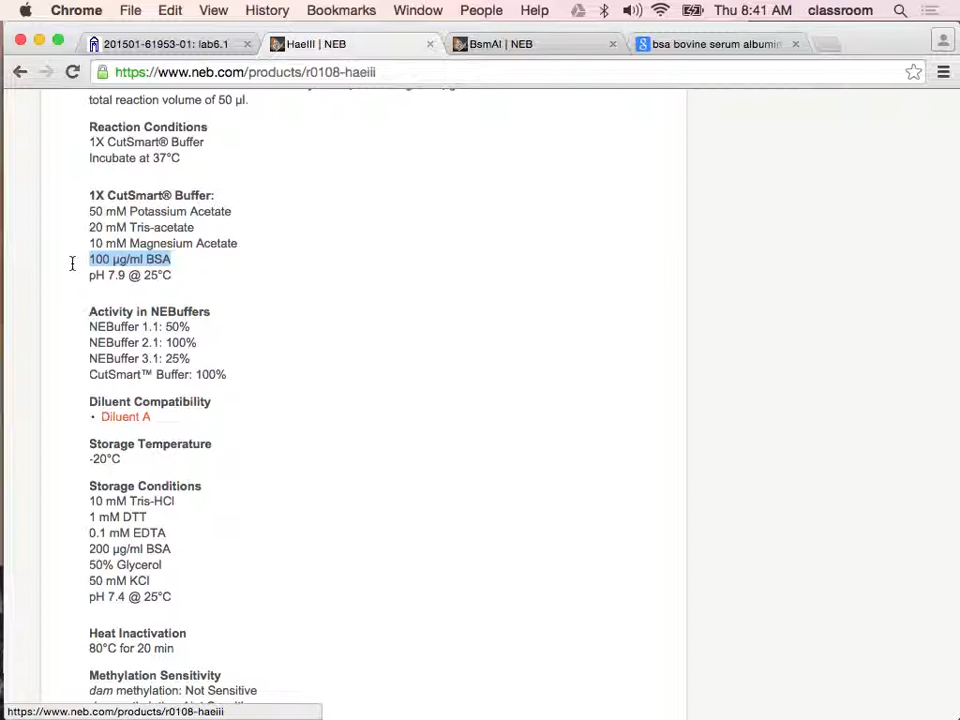 Chrome File Edit View History Bookmarks Window People Help Thu 8:41 AM classroom
201501-61953-01: lab6.1 × HaeIII | NEB × BsmAI | NEB × bsa bovine serum albumin ×
https://www.neb.com/products/r0108-haeiii
total reaction volume of 50 µl.
Reaction Conditions
1X CutSmart® Buffer
Incubate at 37°C
1X CutSmart® Buffer:
50 mM Potassium Acetate
20 mM Tris-acetate
10 mM Magnesium Acetate
100 µg/ml BSA
pH 7.9 @ 25°C
Activity in NEBuffers
NEBuffer 1.1: 50%
NEBuffer 2.1: 100%
NEBuffer 3.1: 25%
CutSmart™ Buffer: 100%
Diluent Compatibility
• Diluent A
Storage Temperature
-20°C
Storage Conditions
10 mM Tris-HCl
1 mM DTT
0.1 mM EDTA
200 µg/ml BSA
50% Glycerol
50 mM KCl
pH 7.4 @ 25°C
Heat Inactivation
80°C for 20 min
Methylation Sensitivity
dam methylation: Not Sensitive
https://www.neb.com/products/r0108-haeiii